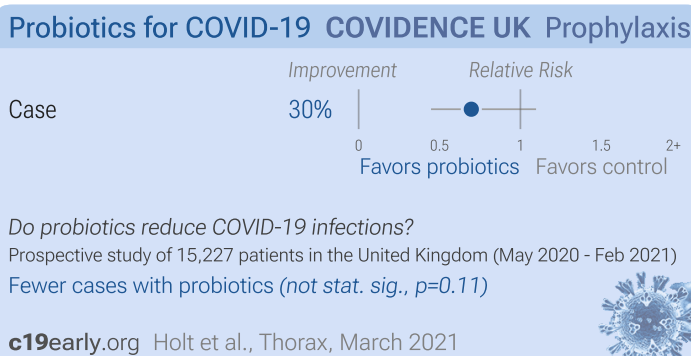 Probiotics for COVID-19 COVIDENCE UK Prophylaxis
Improvement Relative Risk
Case 30%
0 0.5 1 1.5 2+
Favors probiotics Favors control
Do probiotics reduce COVID-19 infections?
Prospective study of 15,227 patients in the United Kingdom (May 2020 - Feb 2021)
Fewer cases with probiotics (not stat. sig., p=0.11)
c19early.org Holt et al., Thorax, March 2021